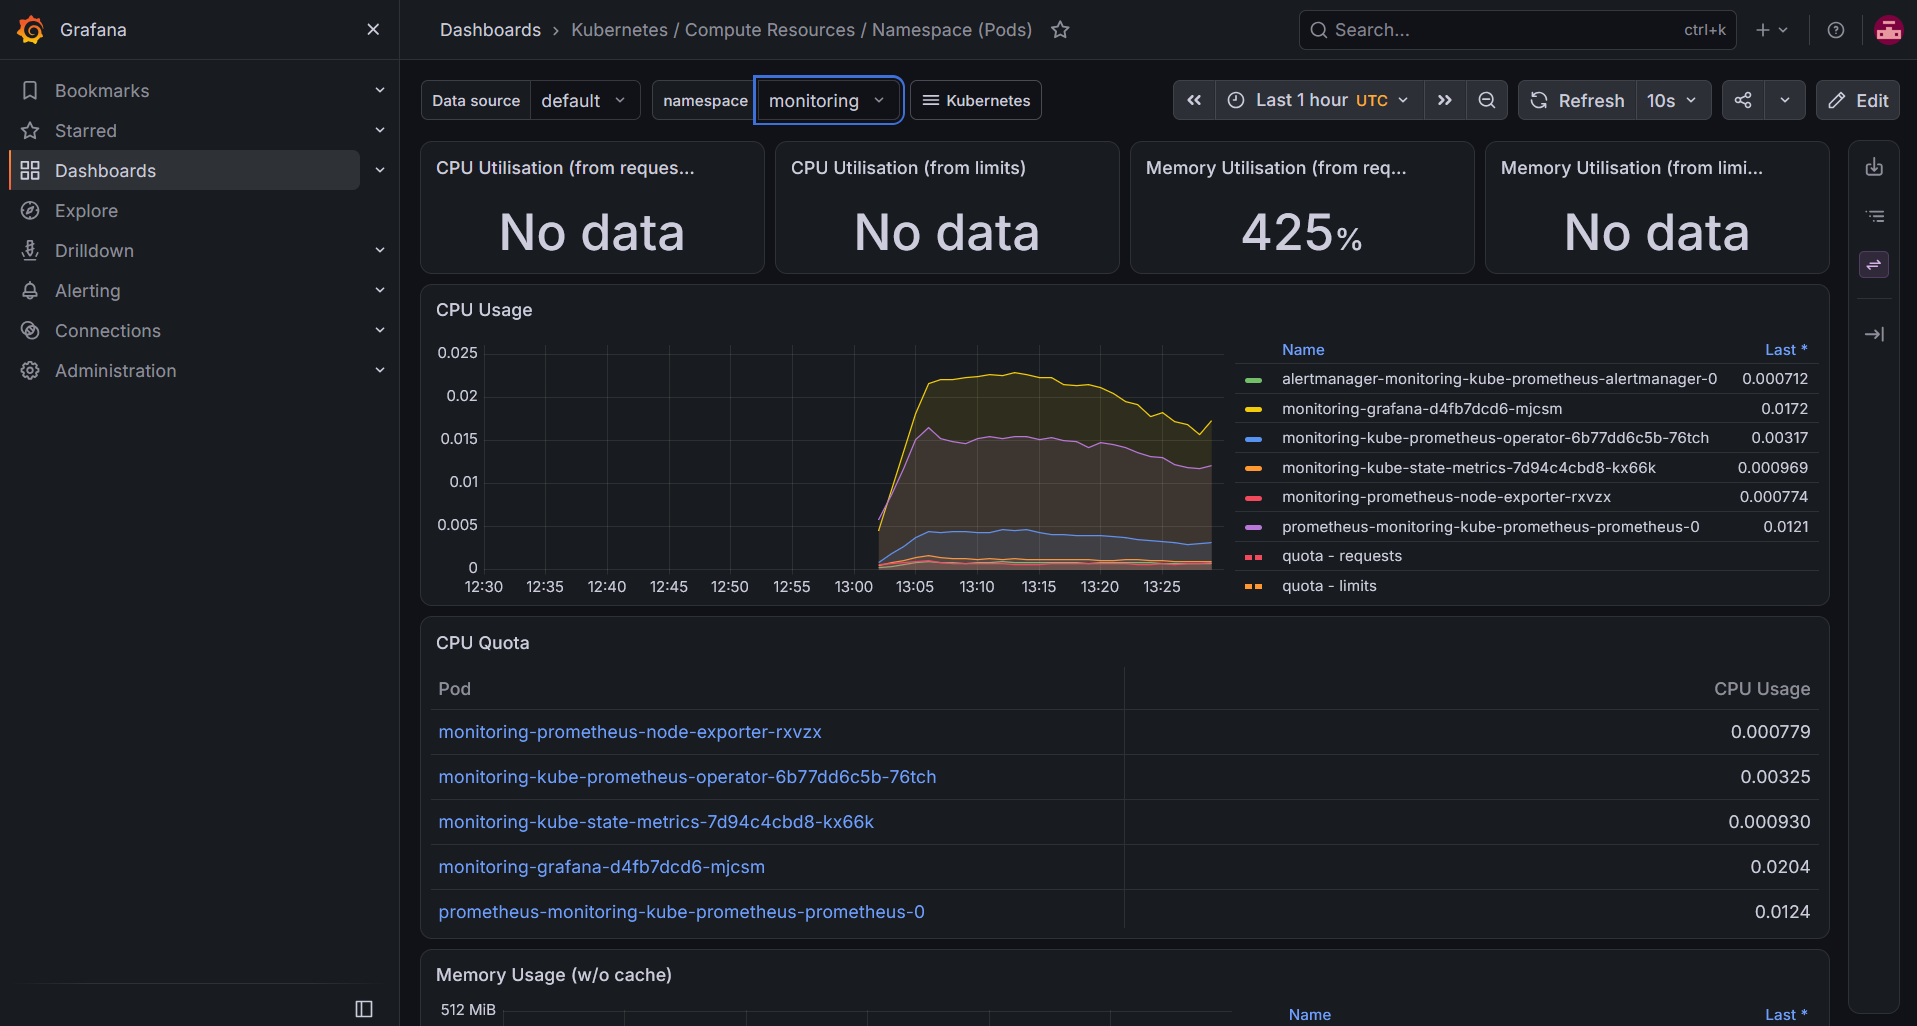 Grafana
Dashboards › Kubernetes / Compute Resources / Namespace (Pods)
Search...
ctrl+k
Bookmarks
Starred
Dashboards
Explore
Drilldown
Alerting
Connections
Administration
Data source default
namespace monitoring
Kubernetes
Last 1 hour UTC
Refresh 10s
Edit
CPU Utilisation (from reques...
No data
CPU Utilisation (from limits)
No data
Memory Utilisation (from req...
425%
Memory Utilisation (from limi...
No data
CPU Usage
0.025
0.02
0.015
0.01
0.005
0
12:30 12:35 12:40 12:45 12:50 12:55 13:00 13:05 13:10 13:15 13:20 13:25
Name Last *
alertmanager-monitoring-kube-prometheus-alertmanager-0 0.000712
monitoring-grafana-d4fb7dcd6-mjcsm 0.0172
monitoring-kube-prometheus-operator-6b77dd6c5b-76tch 0.00317
monitoring-kube-state-metrics-7d94c4cbd8-kx66k 0.000969
monitoring-prometheus-node-exporter-rxvzx 0.000774
prometheus-monitoring-kube-prometheus-prometheus-0 0.0121
quota - requests
quota - limits
CPU Quota
Pod CPU Usage
monitoring-prometheus-node-exporter-rxvzx 0.000779
monitoring-kube-prometheus-operator-6b77dd6c5b-76tch 0.00325
monitoring-kube-state-metrics-7d94c4cbd8-kx66k 0.000930
monitoring-grafana-d4fb7dcd6-mjcsm 0.0204
prometheus-monitoring-kube-prometheus-prometheus-0 0.0124
Memory Usage (w/o cache)
512 MiB
Name Last *